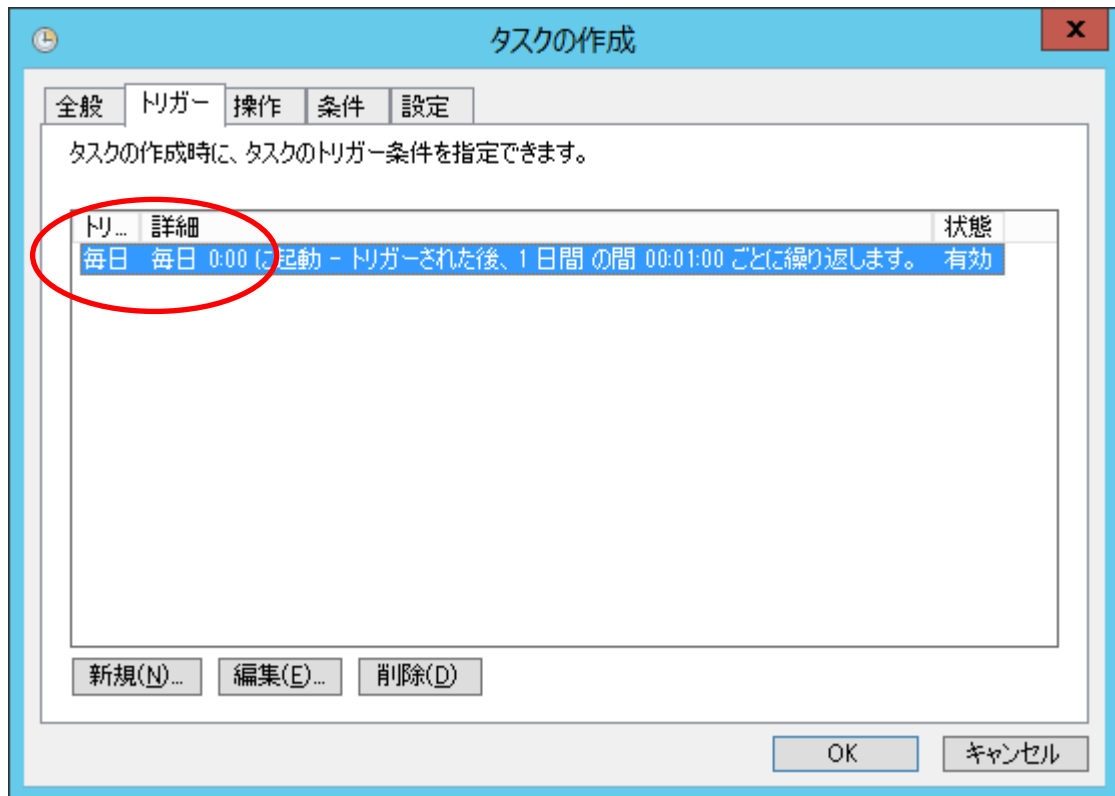 タスクの作成
x
全般 トリガー 操作 条件 設定
タスクの作成時に、タスクのトリガー条件を指定できます。
トリ... 詳細 状態
毎日 毎日 0:00 に起動 - トリガーされた後、1 日間 の間 00:01:00 ごとに繰り返します。 有効
新規(N)... 編集(E)... 削除(D)
OK キャンセル